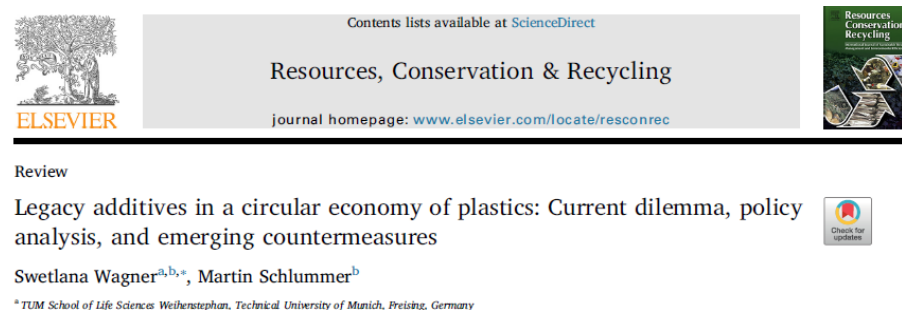 Contents lists available at ScienceDirect
Resources, Conservation & Recycling
journal homepage: www.elsevier.com/locate/resconrec
ELSEVIER
Resources
Conservation
Recycling
Review
Legacy additives in a circular economy of plastics: Current dilemma, policy
analysis, and emerging countermeasures
Check for
updates
Swetlana Wagnera,b,*, Martin Schlummerb
a TUM School of Life Sciences Weihenstephan, Technical University of Munich, Freising, Germany